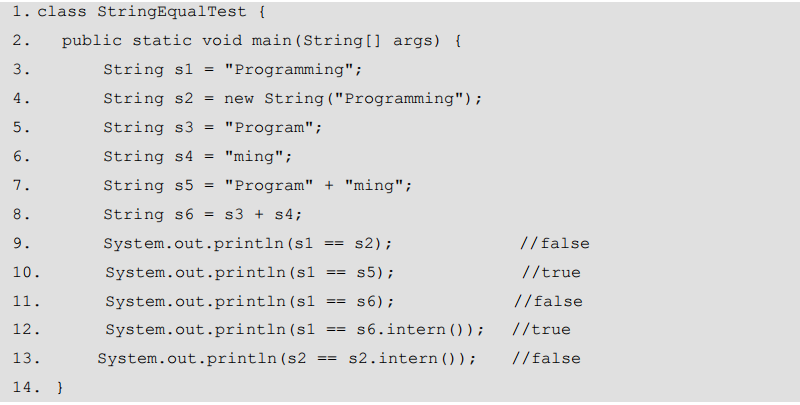 1. class StringEqualTest {
2. public static void main(String[] args) {
3. String s1 = "Programming";
4. String s2 = new String("Programming");
5. String s3 = "Program";
6. String s4 = "ming";
7. String s5 = "Program" + "ming";
8. String s6 = s3 + s4;
9. System.out.println(s1 == s2); //false
10. System.out.println(s1 == s5); //true
11. System.out.println(s1 == s6); //false
12. System.out.println(s1 == s6.intern()); //true
13. System.out.println(s2 == s2.intern()); //false
14. }